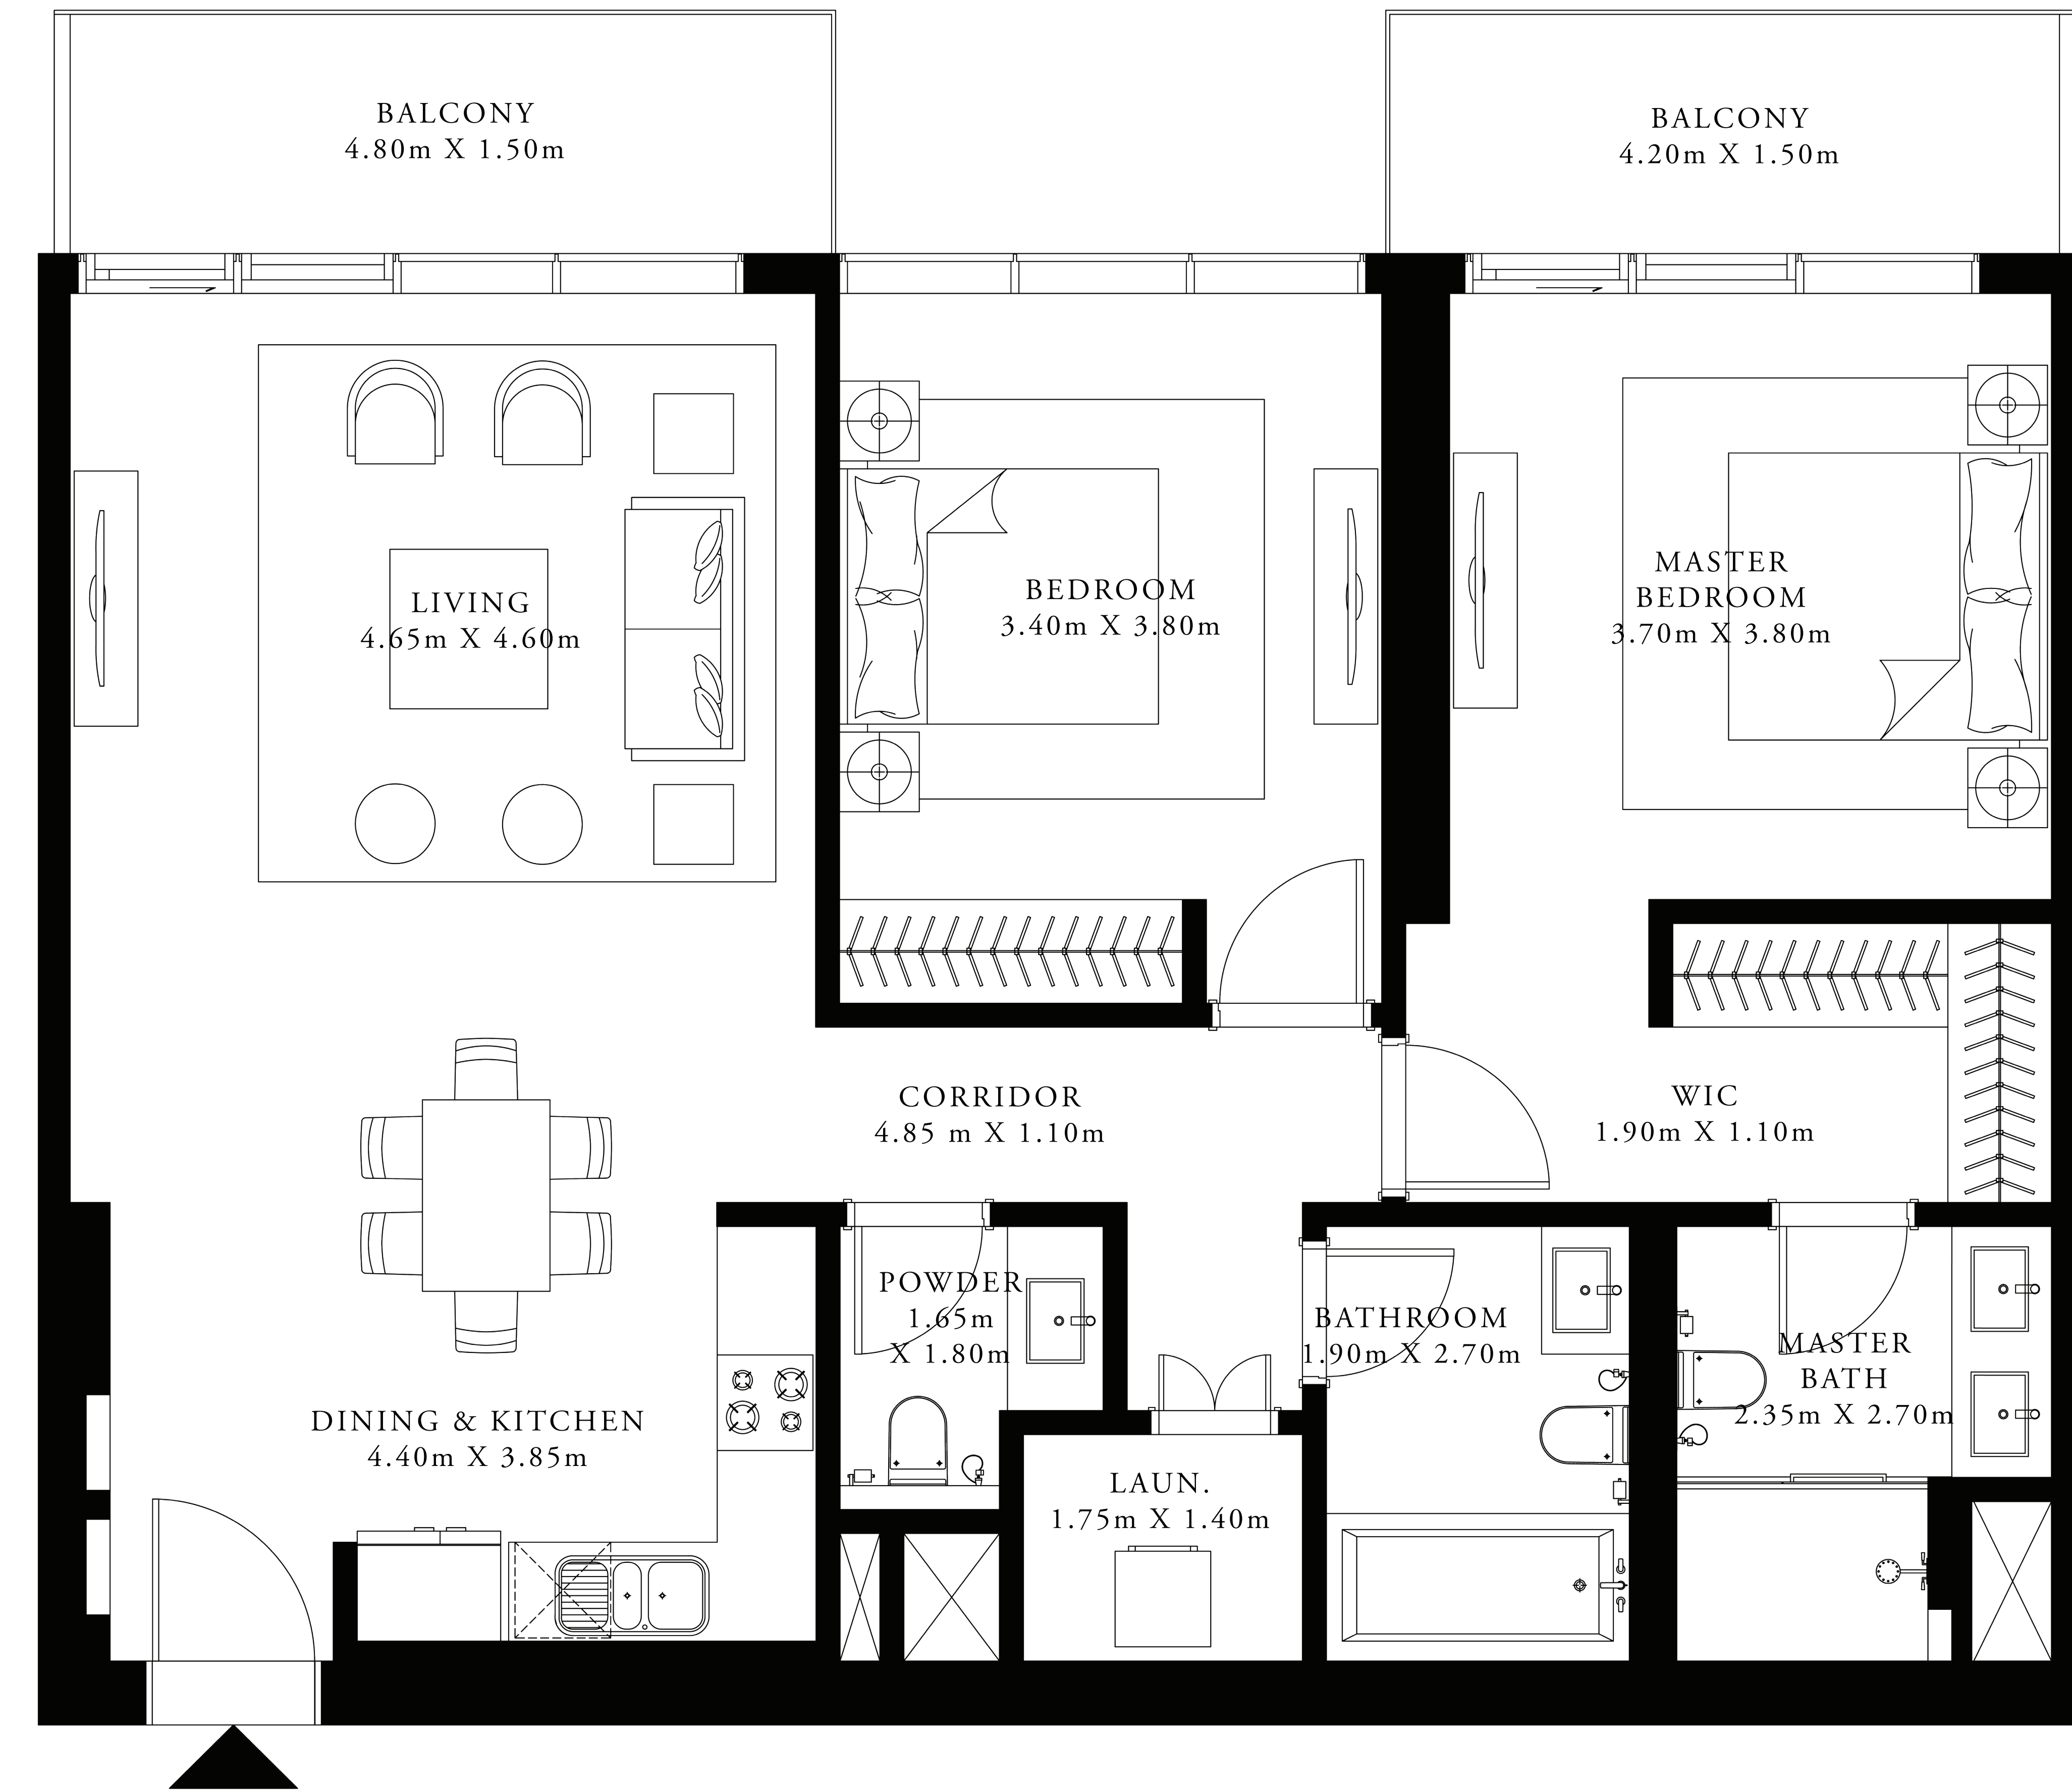 BALCONY
4.80m X 1.50m
BALCONY
4.20m X 1.50m
LIVING
4.65m X 4.60m
BEDROOM
3.40m X 3.80m
MASTER
BEDROOM
3.70m X 3.80m
CORRIDOR
4.85 m X 1.10m
WIC
1.90m X 1.10m
POWDER
1.65m
X 1.80m
BATHROOM
1.90m X 2.70m
MASTER
BATH
2.35m X 2.70m
DINING & KITCHEN
4.40m X 3.85m
LAUN.
1.75m X 1.40m